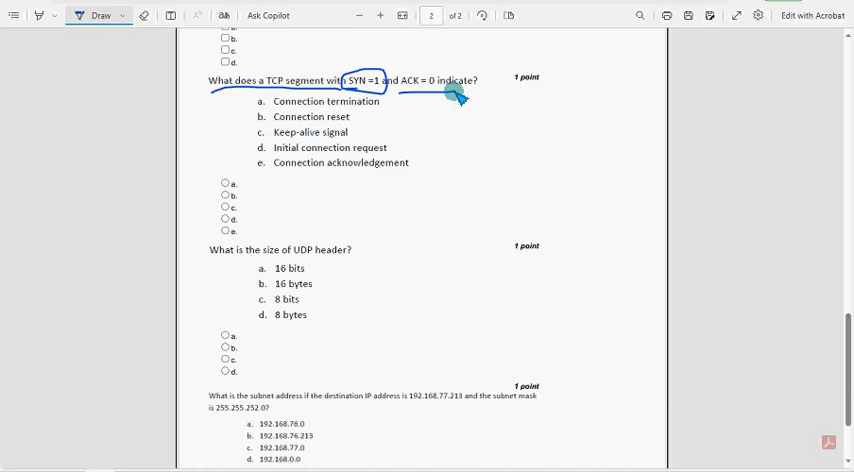 Draw
Ask Copilot
2
of 2
Edit with Acrobat
b.
c.
d.
What does a TCP segment with SYN =1 and ACK = 0 indicate?
1 point
a. Connection termination
b. Connection reset
c. Keep-alive signal
d. Initial connection request
e. Connection acknowledgement
a.
b.
c.
d.
e.
What is the size of UDP header?
1 point
a. 16 bits
b. 16 bytes
c. 8 bits
d. 8 bytes
a.
b.
c.
d.
1 point
What is the subnet address if the destination IP address is 192.168.77.213 and the subnet mask
is 255.255.252.0?
a. 192.168.76.0
b. 192.168.76.213
c. 192.168.77.0
d. 192.168.0.0